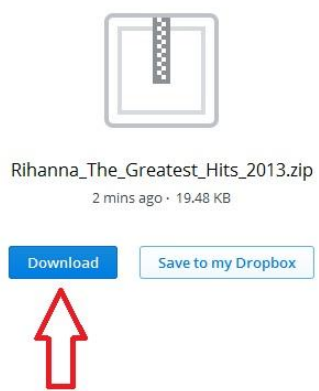 Rihanna_The_Greatest_Hits_2013.zip
2 mins ago · 19.48 KB
Download Save to my Dropbox